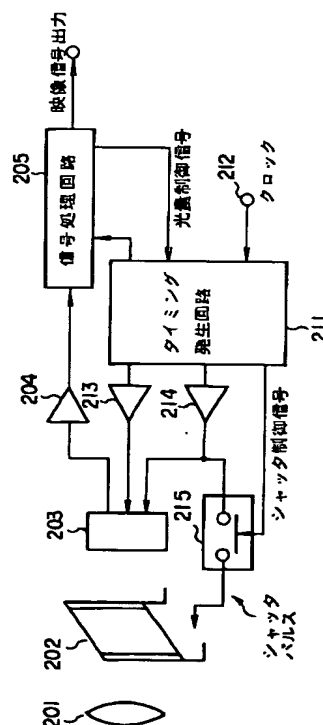 201
202
203
204
205
信号処理回路
映像信号出力
光量制御信号
213
214
タイミング
発生回路
211
212
クロック
215
シャッタ制御信号
シャッタ
パルス